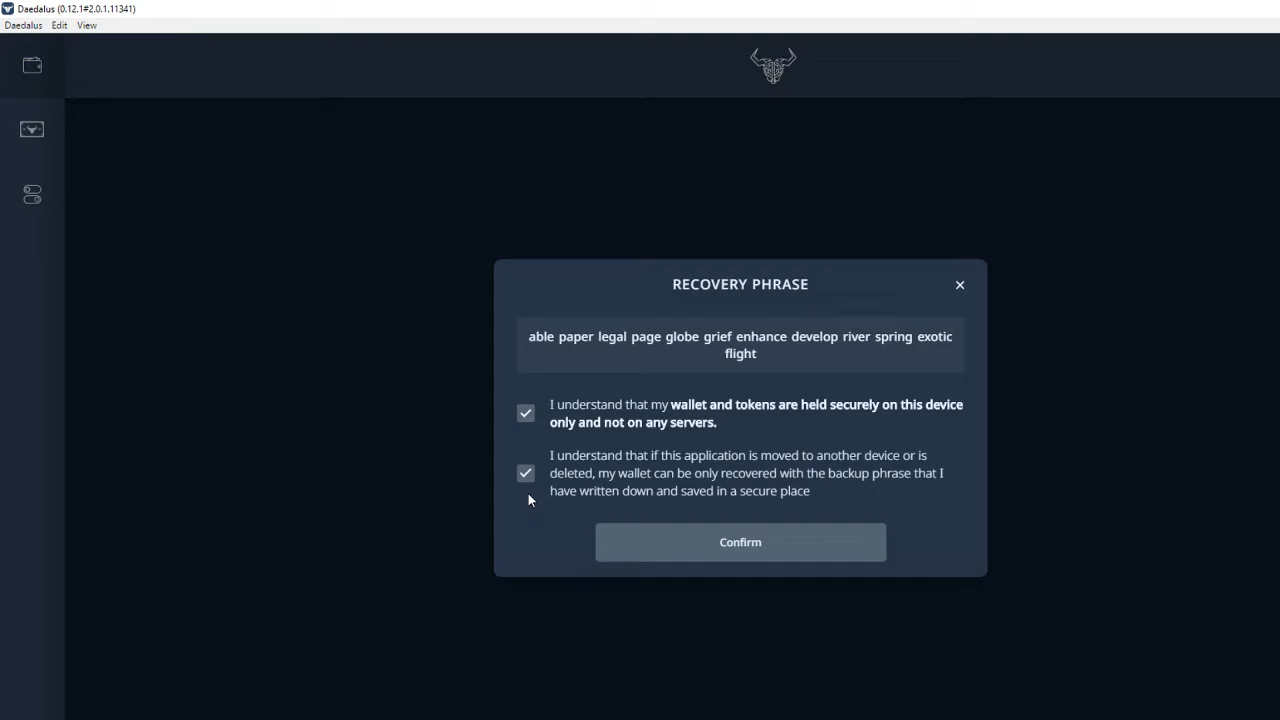 Daedalus (0.12.1#2.0.1.11341)
Daedalus Edit View
RECOVERY PHRASE
able paper legal page globe grief enhance develop river spring exotic
flight
I understand that my wallet and tokens are held securely on this device
only and not on any servers.
I understand that if this application is moved to another device or is
deleted, my wallet can be only recovered with the backup phrase that I
have written down and saved in a secure place
Confirm